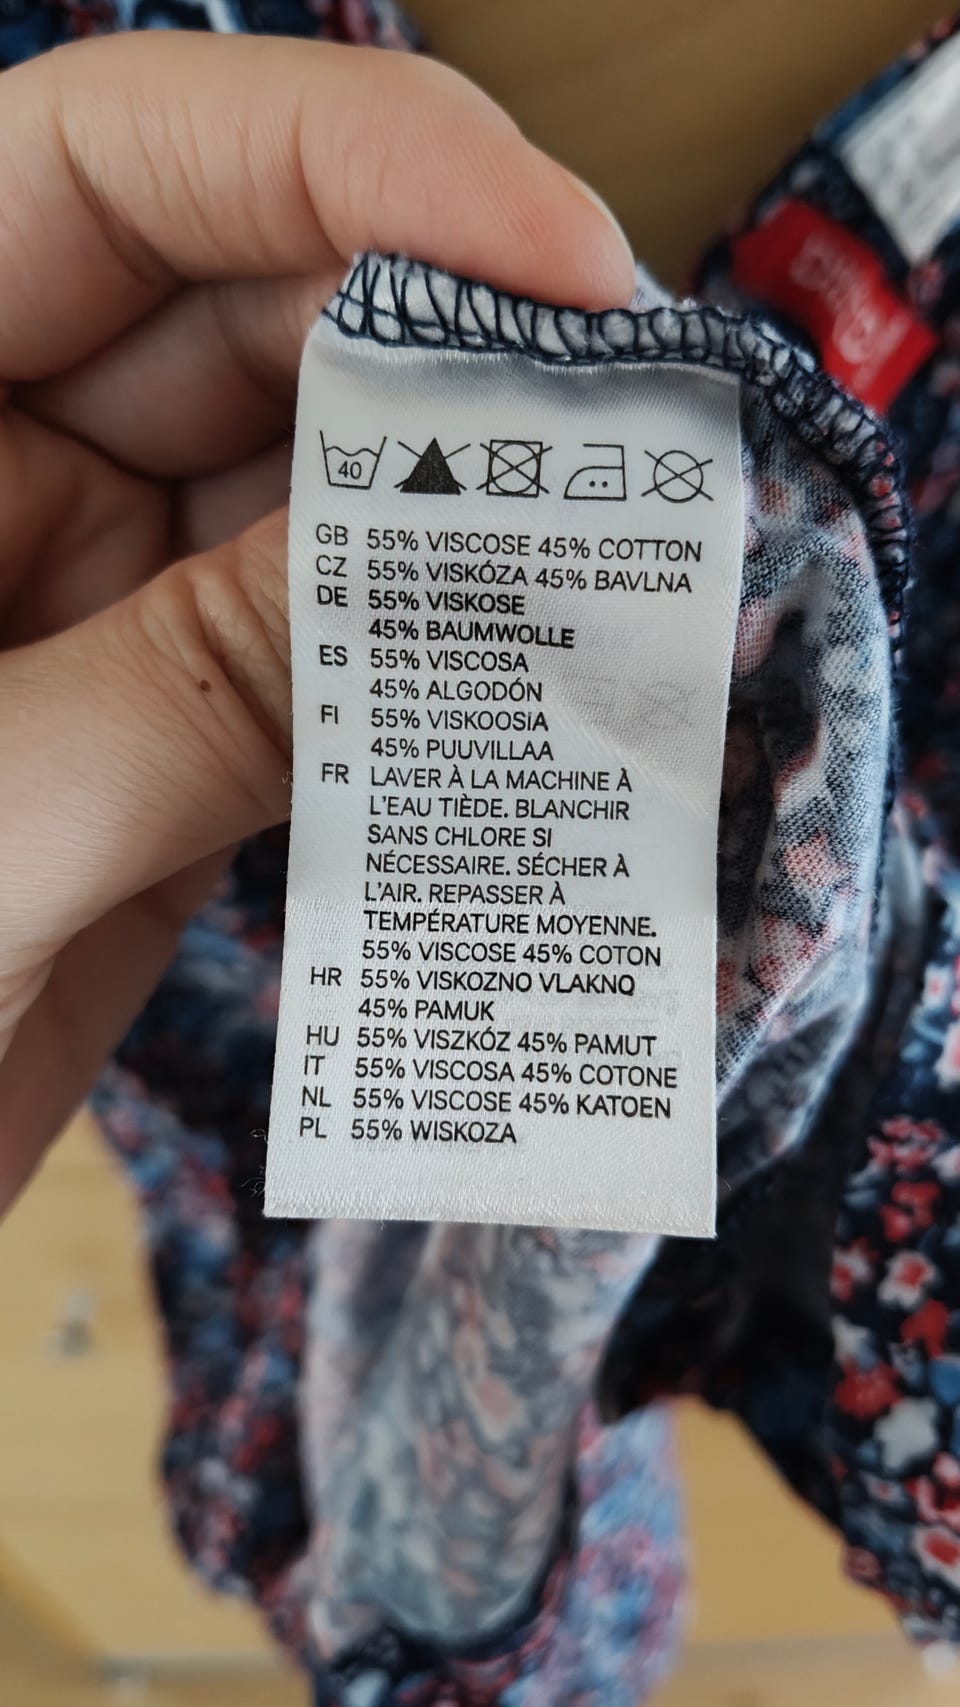 40
GB 55% VISCOSE 45% COTTON
CZ 55% VISKÓZA 45% BAVLNA
DE 55% VISKOSE
45% BAUMWOLLE
ES 55% VISCOSA
45% ALGODÓN
FI 55% VISKOOSIA
45% PUUVILLAA
FR LAVER À LA MACHINE À
L'EAU TIÈDE. BLANCHIR
SANS CHLORE SI
NÉCESSAIRE. SÉCHER À
L'AIR. REPASSER À
TEMPÉRATURE MOYENNE.
55% VISCOSE 45% COTON
HR 55% VISKOZNO VLAKNO
45% PAMUK
HU 55% VISZKÓZ 45% PAMUT
IT 55% VISCOSA 45% COTONE
NL 55% VISCOSE 45% KATOEN
PL 55% WISKOZA